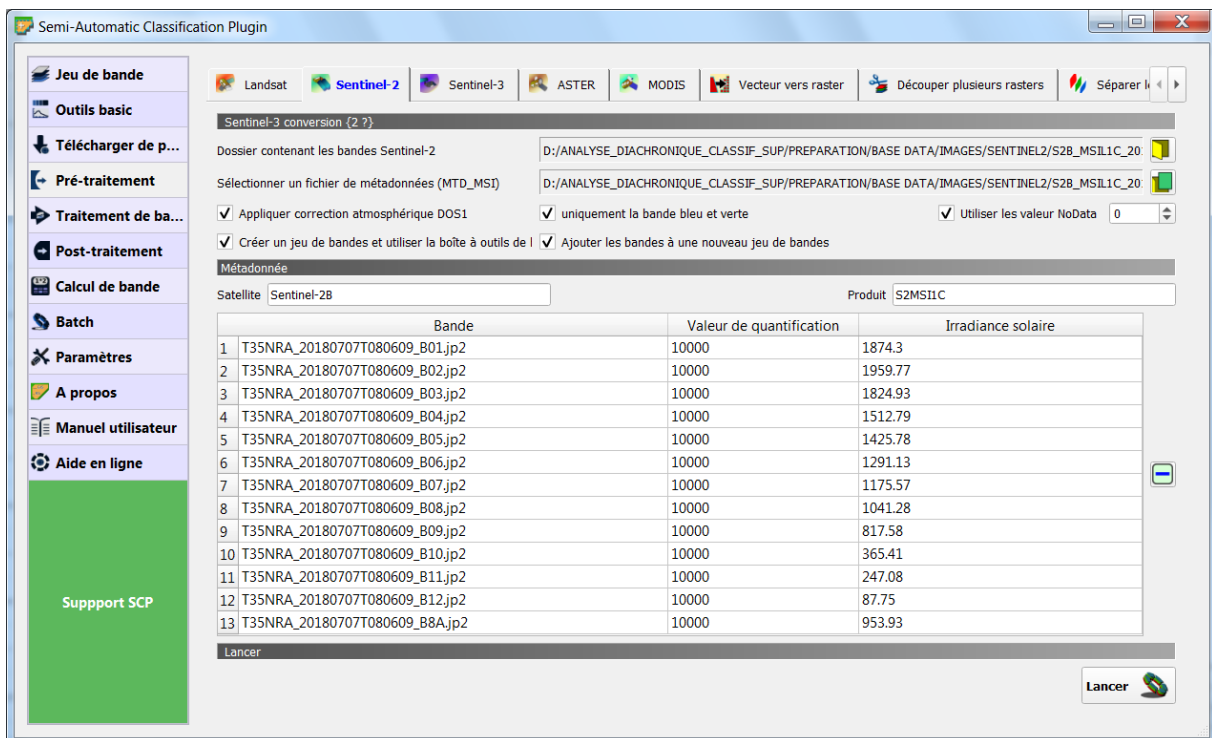 Semi-Automatic Classification Plugin
Jeu de bande
Outils basic
Télécharger de p...
Pré-traitement
Traitement de ba...
Post-traitement
Calcul de bande
Batch
Paramètres
A propos
Manuel utilisateur
Aide en ligne
Suppport SCP
Landsat Sentinel-2 Sentinel-3 ASTER MODIS Vecteur vers raster Découper plusieurs rasters Séparer l
Sentinel-3 conversion {2 ?}
Dossier contenant les bandes Sentinel-2 D:/ANALYSE_DIACHRONIQUE_CLASSIF_SUP/PREPARATION/BASE DATA/IMAGES/SENTINEL2/S2B_MSIL1C_20
Sélectionner un fichier de métadonnées (MTD_MSI) D:/ANALYSE_DIACHRONIQUE_CLASSIF_SUP/PREPARATION/BASE DATA/IMAGES/SENTINEL2/S2B_MSIL1C_20
Appliquer correction atmosphérique DOS1 uniquement la bande bleu et verte Utiliser les valeur NoData 0
Créer un jeu de bandes et utiliser la boîte à outils de l Ajouter les bandes à une nouveau jeu de bandes
Métadonnée
Satellite Sentinel-2B Produit S2MSI1C
Bande Valeur de quantification Irradiance solaire
1 T35NRA_20180707T080609_B01.jp2 10000 1874.3
2 T35NRA_20180707T080609_B02.jp2 10000 1959.77
3 T35NRA_20180707T080609_B03.jp2 10000 1824.93
4 T35NRA_20180707T080609_B04.jp2 10000 1512.79
5 T35NRA_20180707T080609_B05.jp2 10000 1425.78
6 T35NRA_20180707T080609_B06.jp2 10000 1291.13
7 T35NRA_20180707T080609_B07.jp2 10000 1175.57
8 T35NRA_20180707T080609_B08.jp2 10000 1041.28
9 T35NRA_20180707T080609_B09.jp2 10000 817.58
10 T35NRA_20180707T080609_B10.jp2 10000 365.41
11 T35NRA_20180707T080609_B11.jp2 10000 247.08
12 T35NRA_20180707T080609_B12.jp2 10000 87.75
13 T35NRA_20180707T080609_B8A.jp2 10000 953.93
Lancer
Lancer